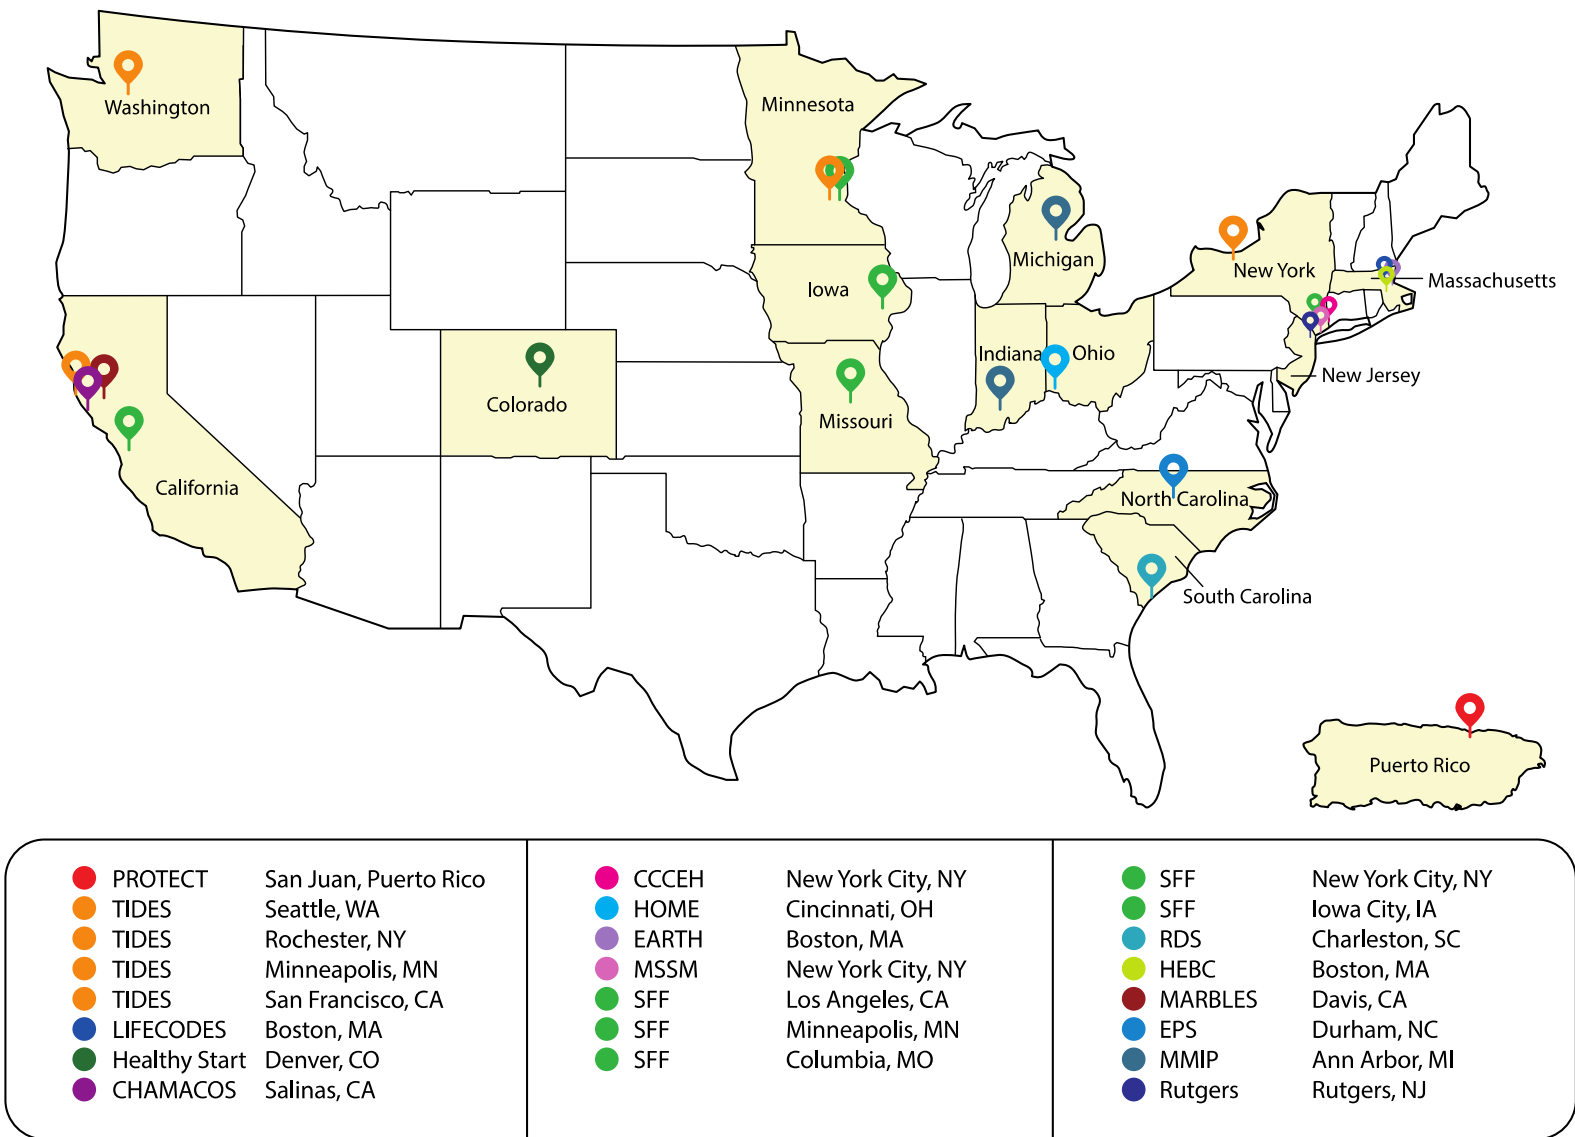 Washington
Minnesota
Michigan
New York
Massachusetts
Iowa
Indiana
Ohio
New Jersey
Colorado
Missouri
California
North Carolina
South Carolina
Puerto Rico
PROTECT San Juan, Puerto Rico
TIDES Seattle, WA
TIDES Rochester, NY
TIDES Minneapolis, MN
TIDES San Francisco, CA
LIFECODES Boston, MA
Healthy Start Denver, CO
CHAMACOS Salinas, CA
CCCEH New York City, NY
HOME Cincinnati, OH
EARTH Boston, MA
MSSM New York City, NY
SFF Los Angeles, CA
SFF Minneapolis, MN
SFF Columbia, MO
SFF New York City, NY
SFF Iowa City, IA
RDS Charleston, SC
HEBC Boston, MA
MARBLES Davis, CA
EPS Durham, NC
MMIP Ann Arbor, MI
Rutgers Rutgers, NJ